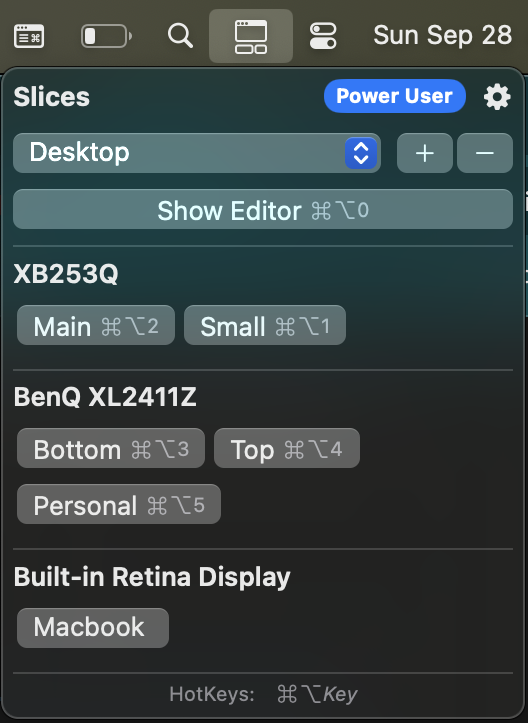 Sun Sep 28
Slices Power User
Desktop + −
Show Editor ⌘⌥0
XB253Q
Main ⌘⌥2 Small ⌘⌥1
BenQ XL2411Z
Bottom ⌘⌥3 Top ⌘⌥4
Personal ⌘⌥5
Built-in Retina Display
Macbook
HotKeys: ⌘⌥Key